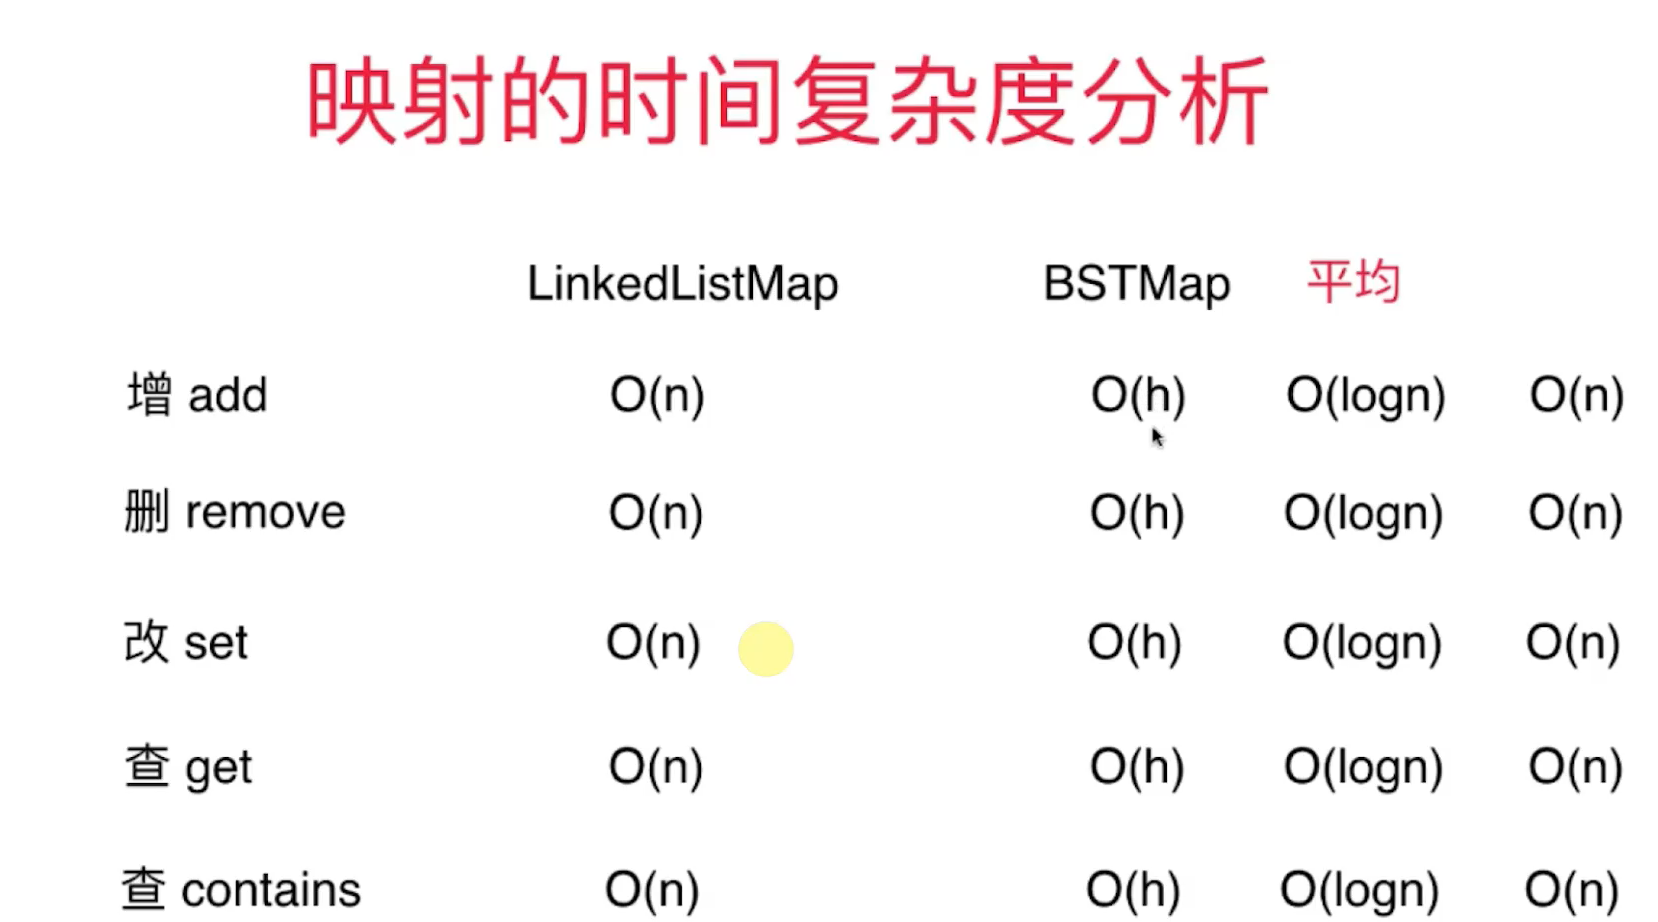 映射的时间复杂度分析
LinkedListMap BSTMap 平均
增 add O(n) O(h) O(logn) O(n)
删 remove O(n) O(h) O(logn) O(n)
改 set O(n) O(h) O(logn) O(n)
查 get O(n) O(h) O(logn) O(n)
查 contains O(n) O(h) O(logn) O(n)